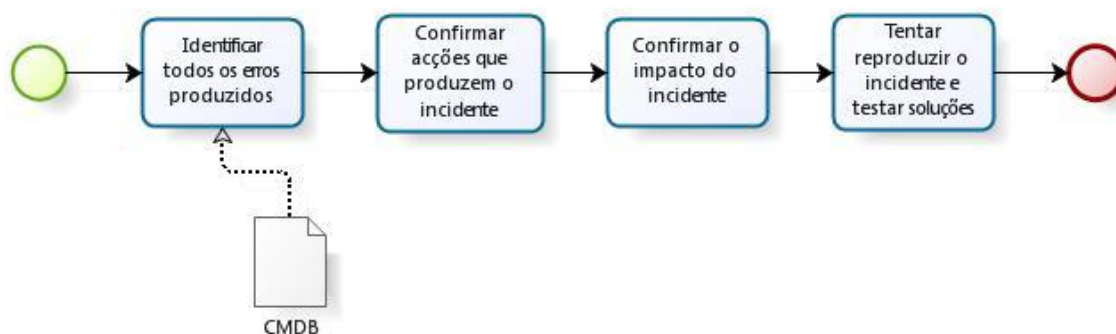 Identificar
todos os erros
produzidos
Confirmar
acções que
produzem o
incidente
Confirmar o
impacto do
incidente
Tentar
reproduzir o
incidente e
testar soluções
CMDB